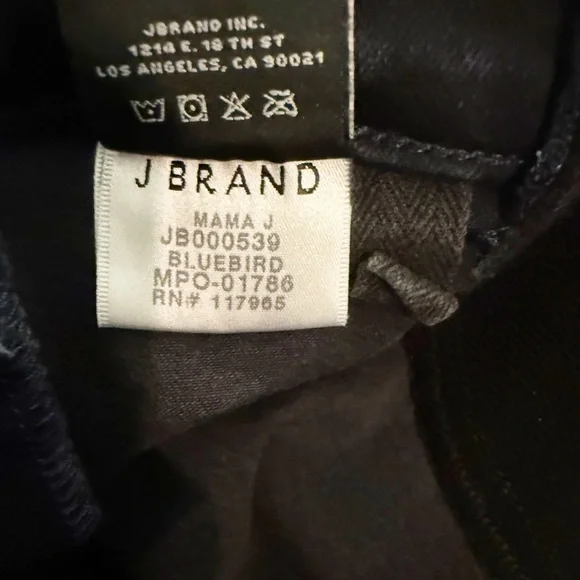 JBRAND INC.
1214 E. 18 TH ST
LOS ANGELES, CA 90021
J BRAND
MAMA J
JB000539
BLUEBIRD
MPO-01786
RN# 117965